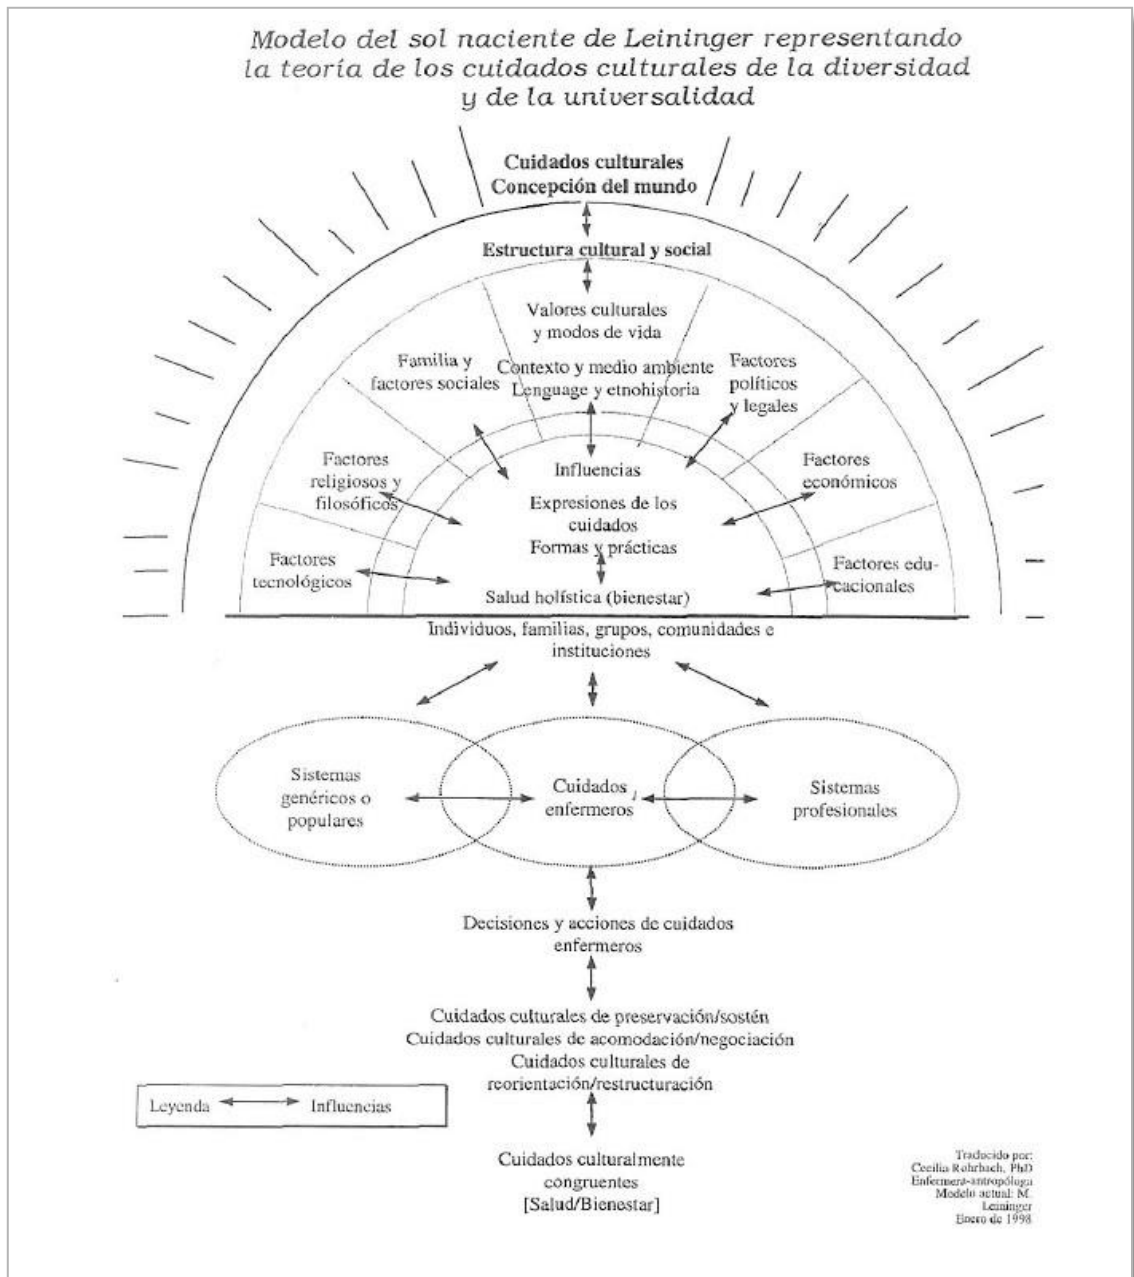 Modelo del sol naciente de Leininger representando
la teoría de los cuidados culturales de la diversidad
y de la universalidad
Cuidados culturales
Concepción del mundo
Estructura cultural y social
Valores culturales
y modos de vida
Familia y
factores sociales
Contexto y medio ambiente
Lenguage y etnohistoria
Factores
políticos
y legales
Factores
religiosos y
filosóficos
Influencias
Factores
económicos
Expresiones de los
cuidados
Formas y prácticas
Factores
tecnológicos
Factores edu-
cacionales
Salud holística (bienestar)
Individuos, familias, grupos, comunidades e
instituciones
Sistemas
genéricos o
populares
Cuidados
enfermeros
Sistemas
profesionales
Decisiones y acciones de cuidados
enfermeros
Cuidados culturales de preservación/sostén
Cuidados culturales de acomodación/negociación
Cuidados culturales de
reorientación/restructuración
Leyenda Influencias
Cuidados culturalmente
congruentes
[Salud/Bienestar]
Traducido por:
Cecilia Rohrbach, PhD
Enfermera-antropóloga
Modelo actual: M.
Leininger
Enero de 1998